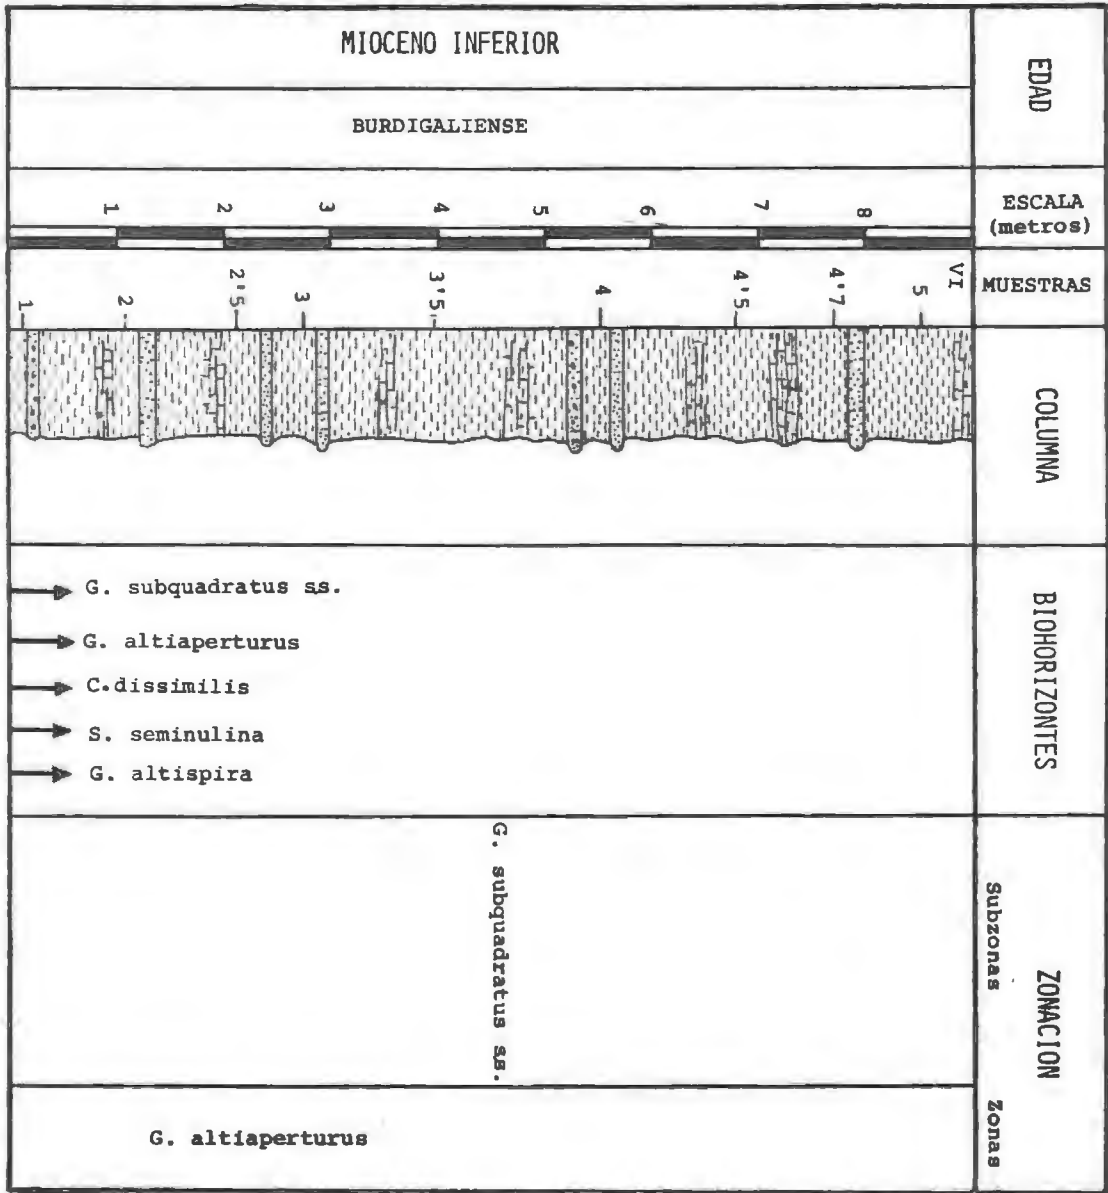 MIOCENO INFERIOR
EDAD
BURDIGALIENSE
1 2 3 4 5 6 7 8
ESCALA
(metros)
1 2 2'5 3 3'5 4 4'5 4'7 5 VI
MUESTRAS
COLUMNA
G. subquadratus ss.
G. altiaperturus
C.dissimilis
S. seminulina
G. altispira
BIOHORIZONTES
G. subquadratus ss.
Subzonas
ZONACION
G. altiaperturus
Zonas